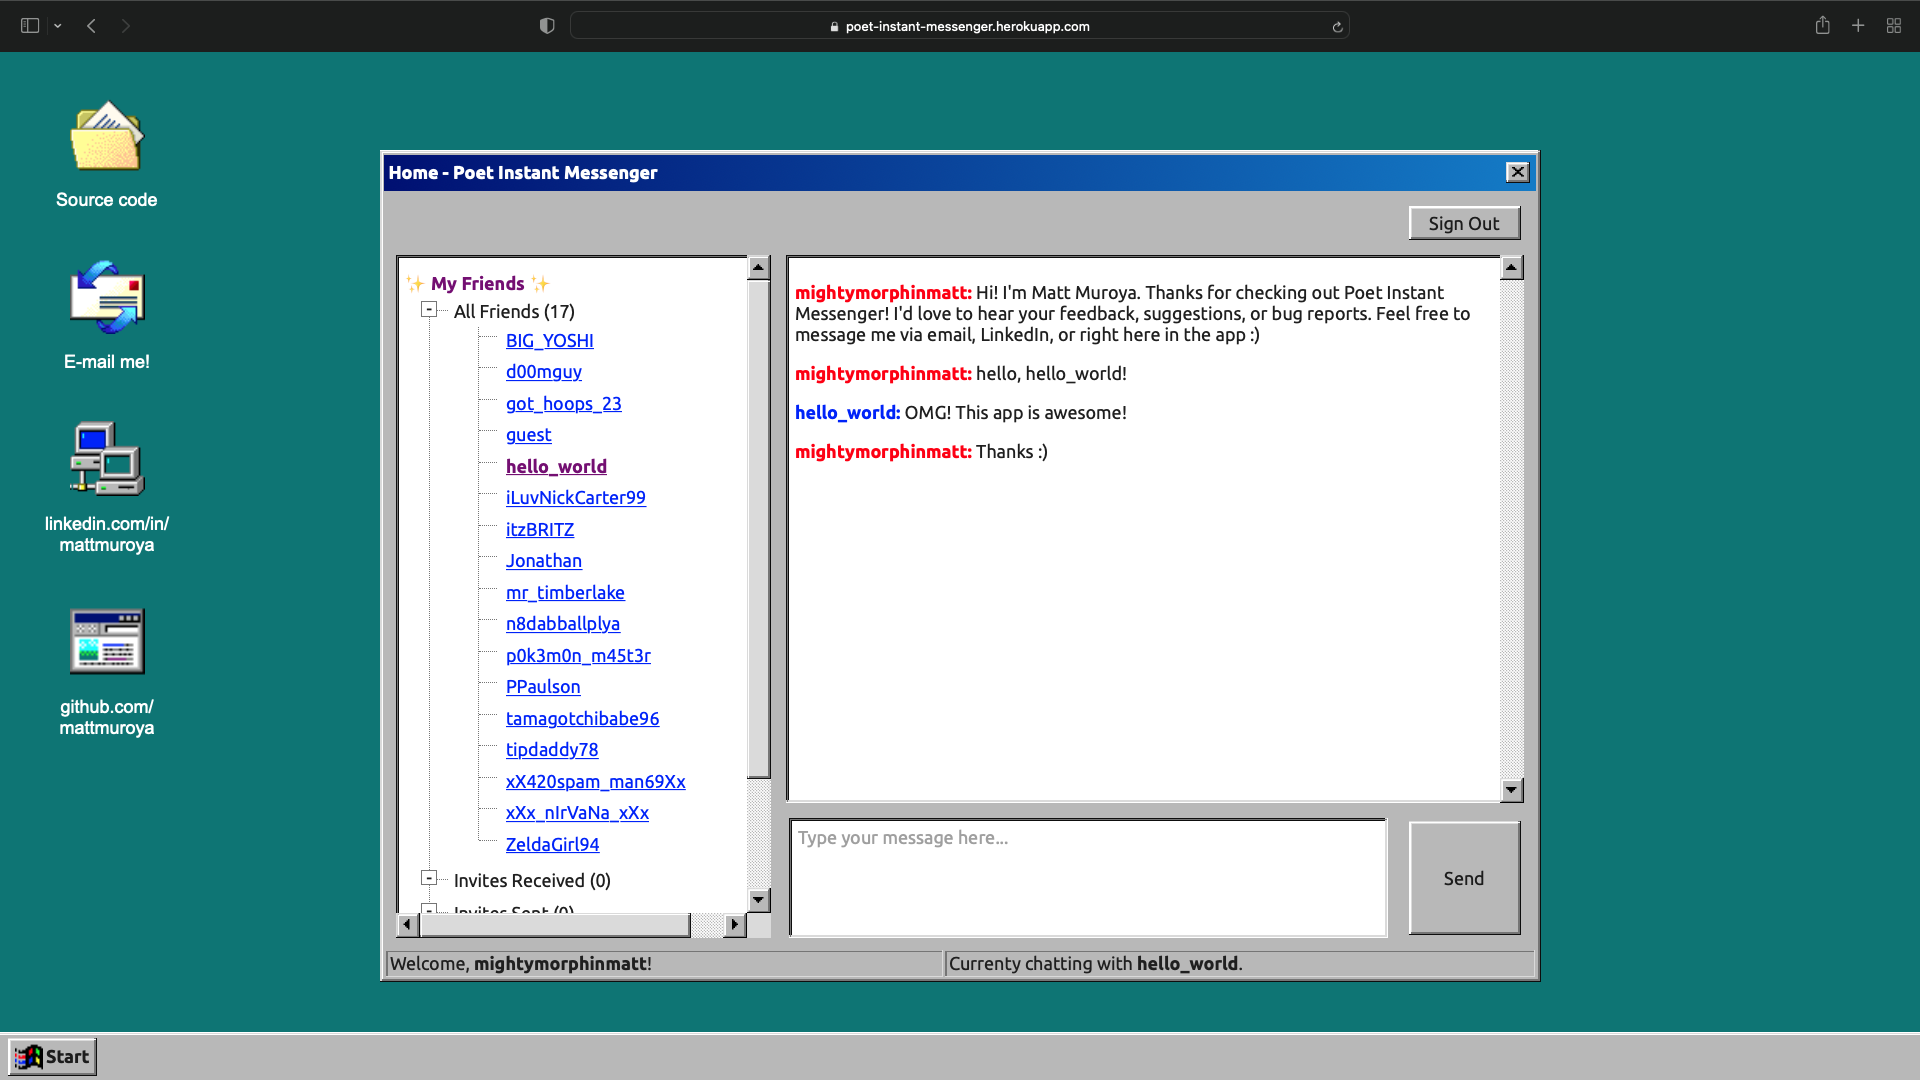 poet-instant-messenger.herokuapp.com
Source code
E-mail me!
linkedin.com/in/
mattmuroya
github.com/
mattmuroya
Home - Poet Instant Messenger
Sign Out
✨ My Friends ✨
All Friends (17)
BIG_YOSHI
d00mguy
got_hoops_23
guest
hello_world
iLuvNickCarter99
itzBRITZ
Jonathan
mr_timberlake
n8dabballplya
p0k3m0n_m45t3r
PPaulson
tamagotchibabe96
tipdaddy78
xX420spam_man69Xx
xXx_nIrVaNa_xXx
ZeldaGirl94
Invites Received (0)
Invites Sent (0)
mightymorphinmatt: Hi! I'm Matt Muroya. Thanks for checking out Poet Instant
Messenger! I'd love to hear your feedback, suggestions, or bug reports. Feel free to
message me via email, LinkedIn, or right here in the app :)
mightymorphinmatt: hello, hello_world!
hello_world: OMG! This app is awesome!
mightymorphinmatt: Thanks :)
Type your message here...
Send
Welcome, mightymorphinmatt!
Currenty chatting with hello_world.
Start